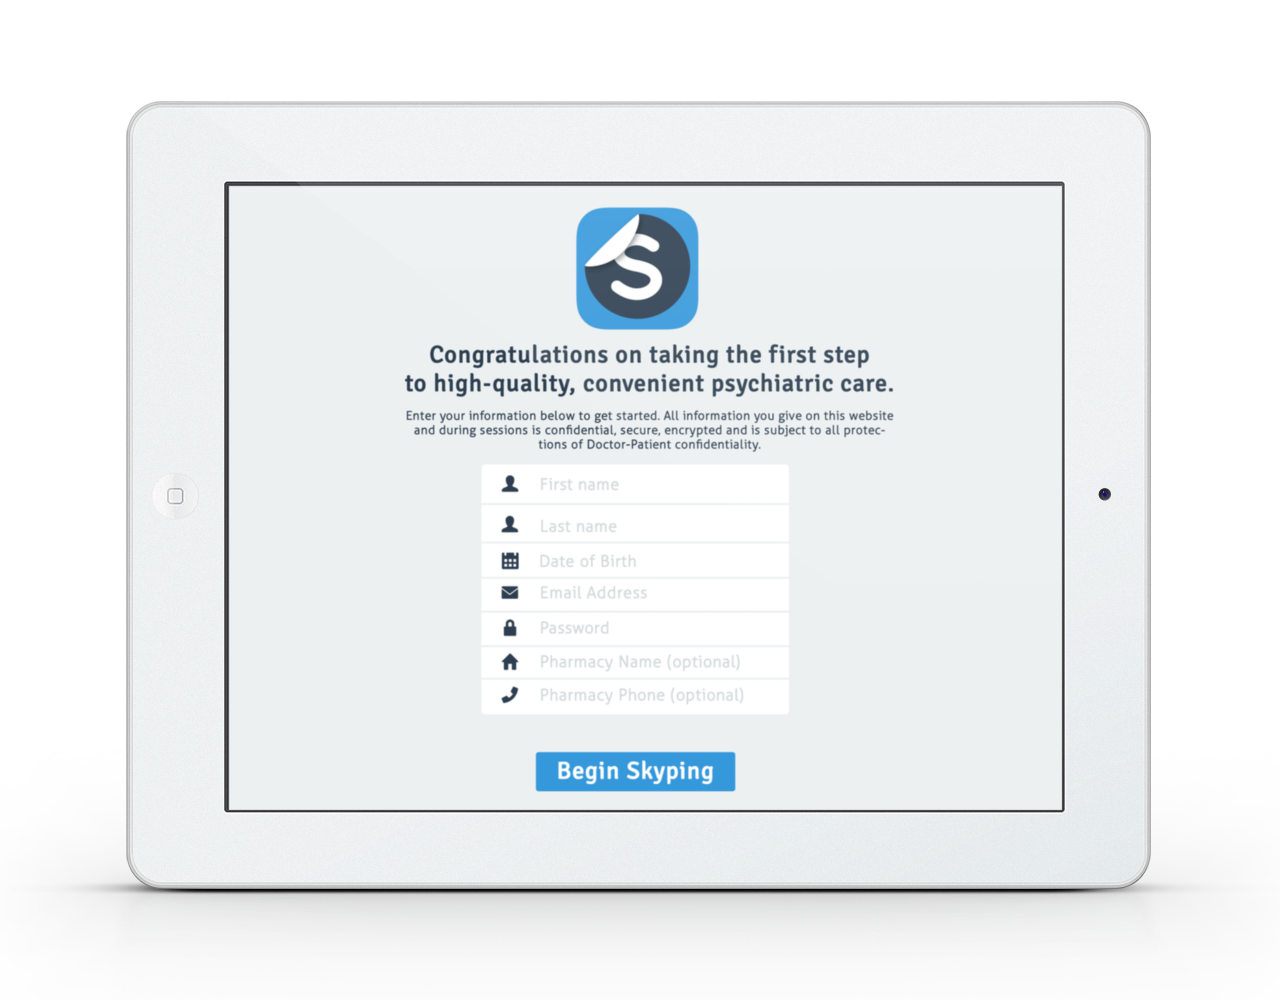 S
Congratulations on taking the first step
to high-quality, convenient psychiatric care.
Enter your information below to get started. All information you give on this website
and during sessions is confidential, secure, encrypted and is subject to all protec-
tions of Doctor-Patient confidentiality.
First name
Last name
Date of Birth
Email Address
Password
Pharmacy Name (optional)
Pharmacy Phone (optional)
Begin Skyping